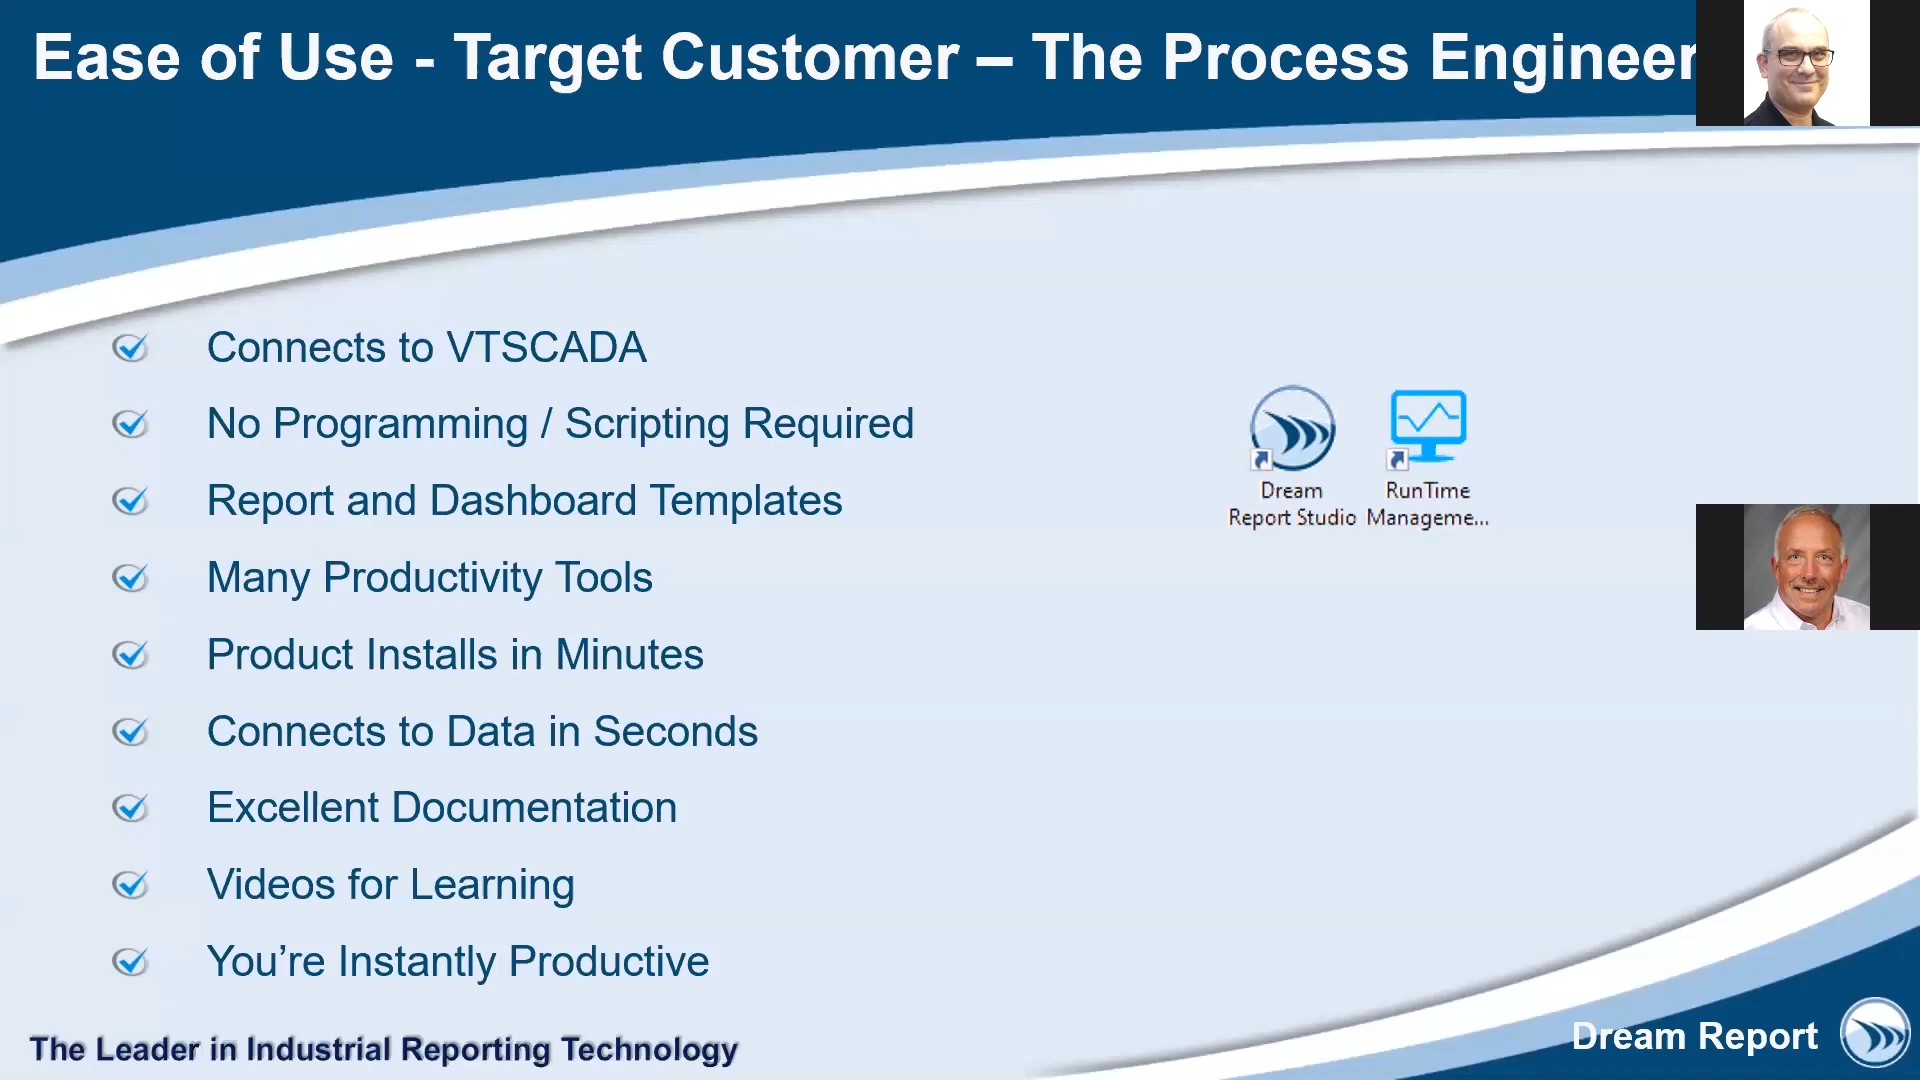 Ease of Use - Target Customer – The Process Engineer
Connects to VTSCADA
No Programming / Scripting Required
Report and Dashboard Templates
Many Productivity Tools
Product Installs in Minutes
Connects to Data in Seconds
Excellent Documentation
Videos for Learning
You’re Instantly Productive
Dream
Report Studio
RunTime
Manageme...
The Leader in Industrial Reporting Technology
Dream Report